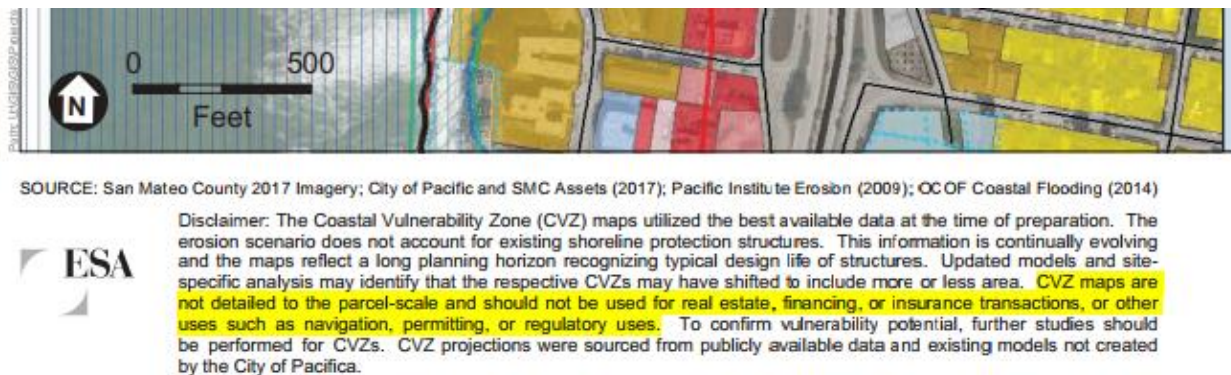 0 500
N
Feet
SOURCE: San Mateo County 2017 Imagery; City of Pacific and SMC Assets (2017); Pacific Institute Erosion (2009); OCOF Coastal Flooding (2014)
Disclaimer: The Coastal Vulnerability Zone (CVZ) maps utilized the best available data at the time of preparation. The
erosion scenario does not account for existing shoreline protection structures. This information is continually evolving
and the maps reflect a long planning horizon recognizing typical design life of structures. Updated models and site-
specific analysis may identify that the respective CVZs may have shifted to include more or less area. CVZ maps are
not detailed to the parcel-scale and should not be used for real estate, financing, or insurance transactions, or other
uses such as navigation, permitting, or regulatory uses. To confirm vulnerability potential, further studies should
be performed for CVZs. CVZ projections were sourced from publicly available data and existing models not created
by the City of Pacifica.
ESA